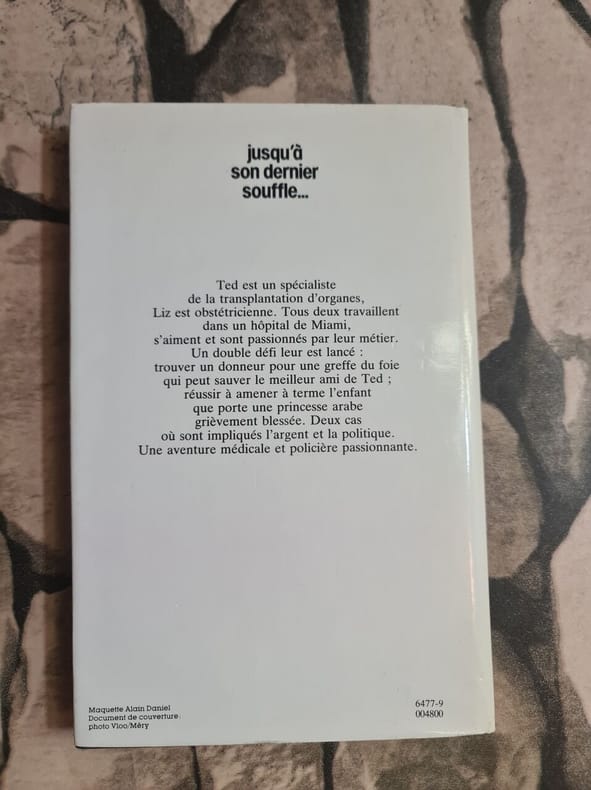 jusqu'à
son dernier
souffle...
Ted est un spécialiste
de la transplantation d'organes,
Liz est obstétricienne. Tous deux travaillent
dans un hôpital de Miami,
s'aiment et sont passionnés par leur métier.
Un double défi leur est lancé :
trouver un donneur pour une greffe du foie
qui peut sauver le meilleur ami de Ted ;
réussir à amener à terme l'enfant
que porte une princesse arabe
grièvement blessée. Deux cas
où sont impliqués l'argent et la politique.
Une aventure médicale et policière passionnante.
Maquette Alain Daniel
Document de couverture:
photo Vloo/Méry
6477-9
004800